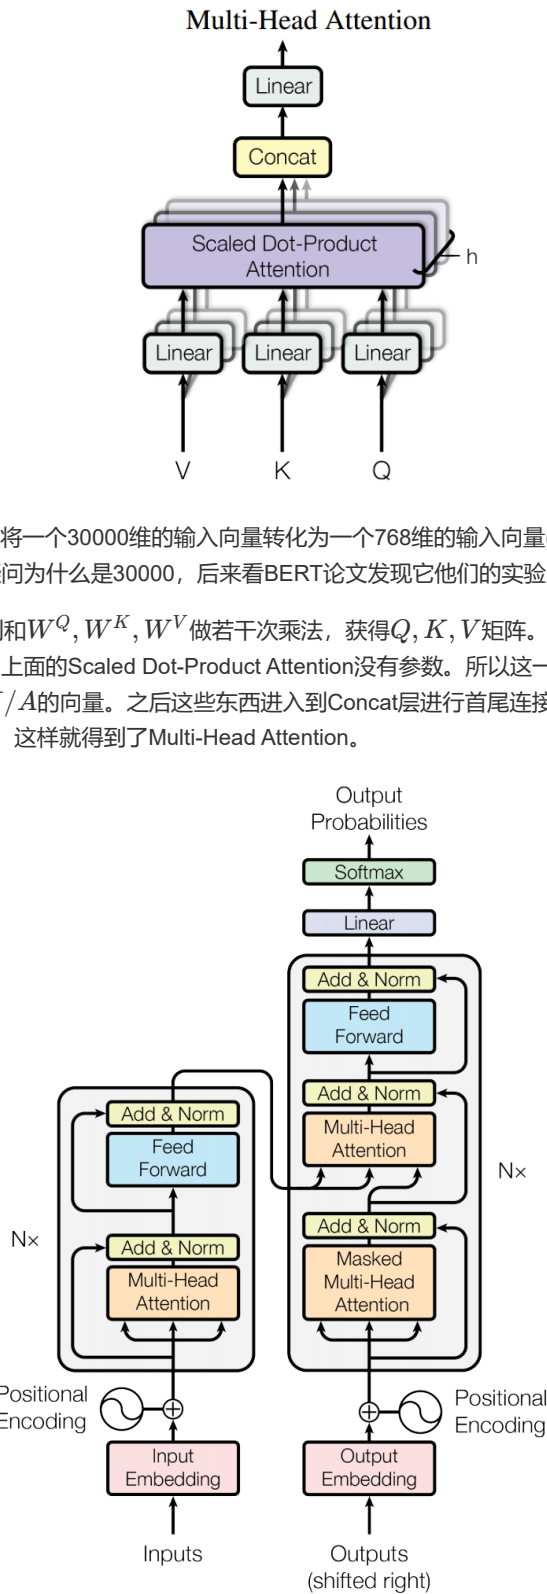 Multi-Head Attention
Linear
Concat
Scaled Dot-Product
Attention
h
Linear
Linear
Linear
V
K
Q
将一个30000维的输入向量转化为一个768维的输入向量
问为什么是30000，后来看BERT论文发现它他们的实验
和W^Q, W^K, W^V做若干次乘法，获得Q, K, V矩阵。
上面的Scaled Dot-Product Attention没有参数。所以这一
/A的向量。之后这些东西进入到Concat层进行首尾连接
这样就得到了Multi-Head Attention。
Output
Probabilities
Softmax
Linear
Add & Norm
Feed
Forward
Add & Norm
Multi-Head
Attention
Add & Norm
Masked
Multi-Head
Attention
N×
Add & Norm
Feed
Forward
Add & Norm
Multi-Head
Attention
N×
Positional
Encoding
Positional
Encoding
Input
Embedding
Output
Embedding
Inputs
Outputs
(shifted right)